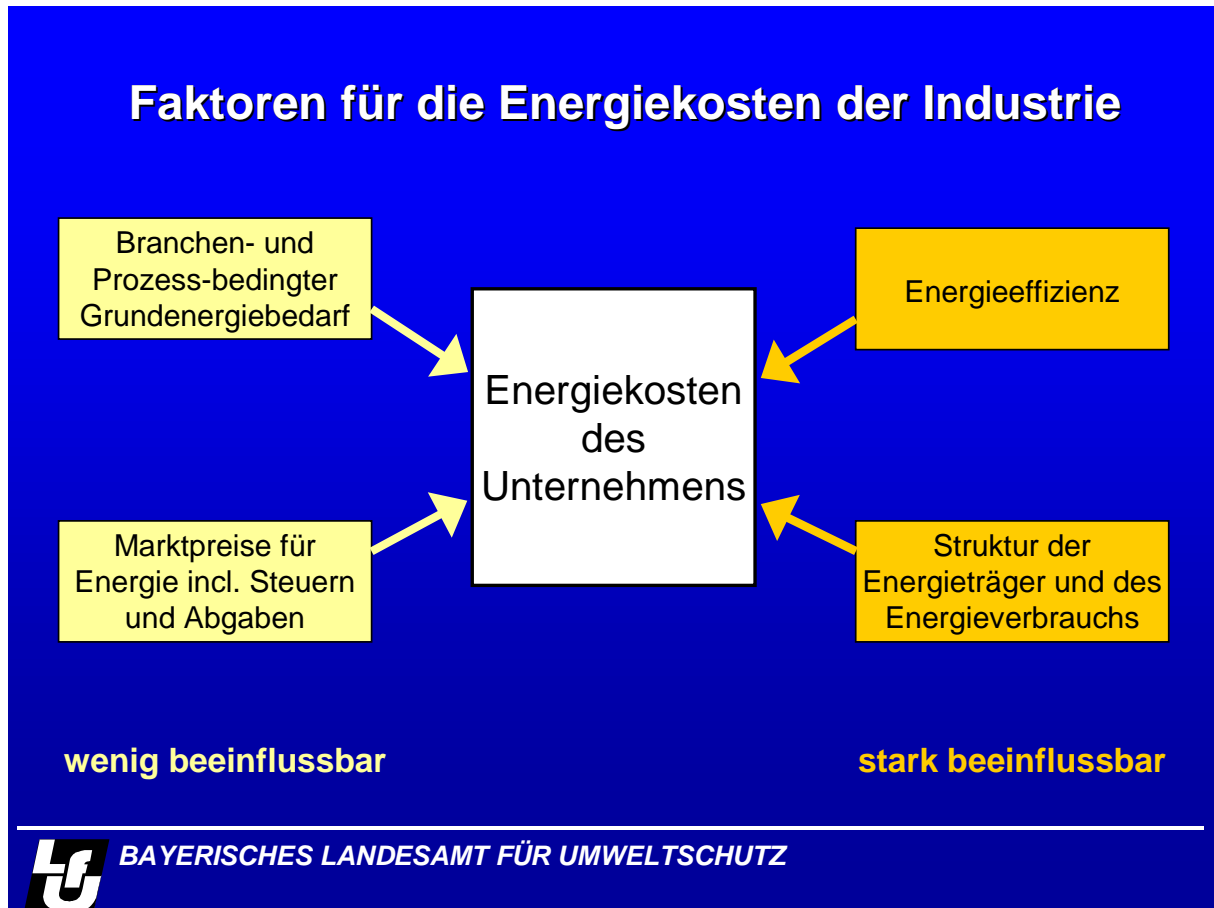 Faktoren für die Energiekosten der Industrie
Branchen- und
Prozess-bedingter
Grundenergiebedarf
Energieeffizienz
Energiekosten
des
Unternehmens
Marktpreise für
Energie incl. Steuern
und Abgaben
Struktur der
Energieträger und des
Energieverbrauchs
wenig beeinflussbar
stark beeinflussbar
LfU
BAYERISCHES LANDESAMT FÜR UMWELTSCHUTZ